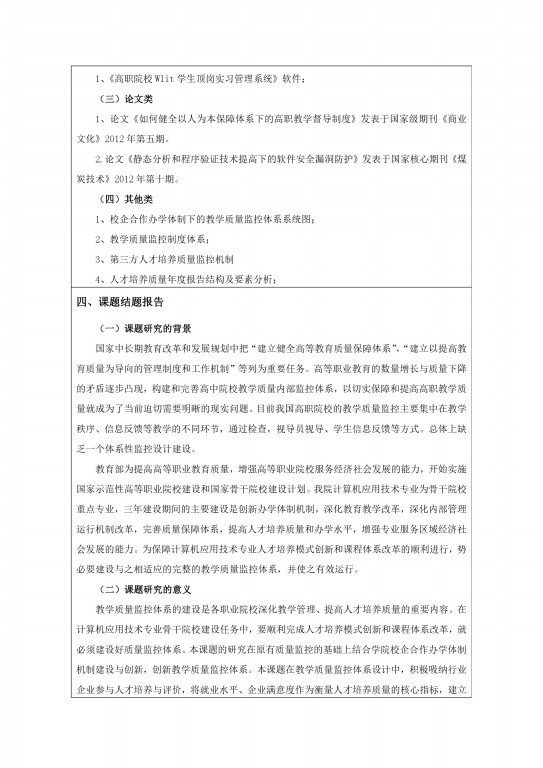 1、《高职院校 Wlit 学生顶岗实习管理系统》软件；
（三）论文类
1、论文《如何健全以人为本保障体系下的高职教学督导制度》发表于国家级期刊《商业
文化》2012 年第五期。
2.论文《静态分析和程序验证技术提高下的软件安全漏洞防护》发表于国家核心期刊《煤
炭技术》2012 年第十期。
（四）其他类
1、校企合作办学体制下的教学质量监控体系系统图；
2、教学质量监控制度体系；
3、第三方人才培养质量监控机制
4、人才培养质量年度报告结构及要素分析；
四、课题结题报告
（一）课题研究的背景
国家中长期教育改革和发展规划中把“建立健全高等教育质量保障体系”，“建立以提高教
育质量为导向的管理制度和工作机制”等列为重要任务。高等职业教育的数量增长与质量下降
的矛盾逐步凸现，构建和完善高中院校教学质量内部监控体系，以切实保障和提高高职教学质
量就成为了当前迫切需要明晰的现实问题。目前我国高职院校的教学质量监控主要集中在教学
秩序、信息反馈等教学的不同环节，通过检查，视导员视导、学生信息反馈等方式。总体上缺
乏一个体系性监控设计建设。
教育部为提高高等职业教育质量，增强高等职业院校服务经济社会发展的能力，开始实施
国家示范性高等职业院校建设和国家骨干院校建设计划。我院计算机应用技术专业为骨干院校
重点专业，三年建设期间的主要建设是创新办学体制机制，深化教育教学改革，深化内部管理
运行机制改革，完善质量保障体系，提高人才培养质量和办学水平，增强专业服务区域经济社
会发展的能力。为保障计算机应用技术专业人才培养模式创新和课程体系改革的顺利进行，势
必要建设与之相适应的完整的教学质量监控体系，并使之有效运行。
（二）课题研究的意义
教学质量监控体系的建设是各职业院校深化教学管理、提高人才培养质量的重要内容。在
计算机应用技术专业骨干院校建设任务中，要顺利完成人才培养模式创新和课程体系改革，就
必须建设好质量监控体系。本课题的研究在原有质量监控的基础上结合学院校企合作办学体制
机制建设与创新，创新教学质量监控体系。本课题在教学质量监控体系设计中，积极吸纳行业
企业参与人才培养与评价，将就业水平、企业满意度作为衡量人才培养质量的核心指标，建立